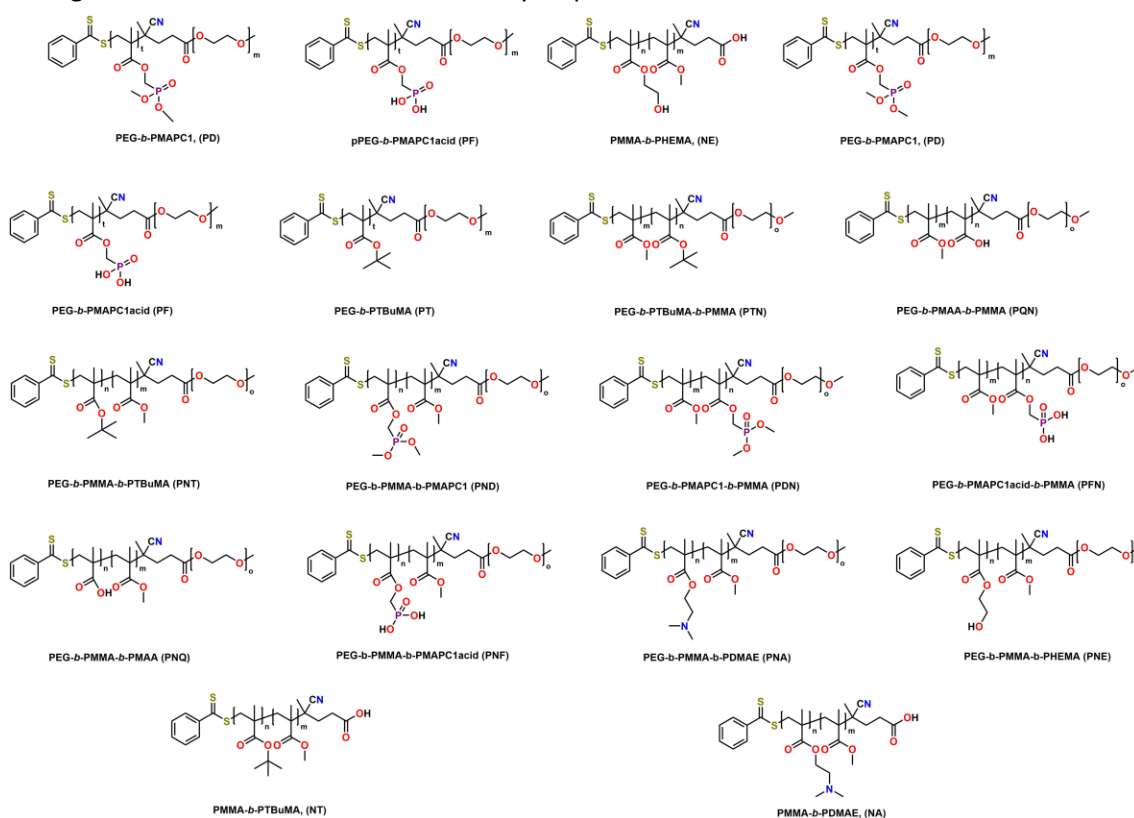 PEG-b-PMAPC1, (PD)
pPEG-b-PMAPC1acid (PF)
PMMA-b-PHEMA, (NE)
PEG-b-PMAPC1, (PD)
PEG-b-PMAPC1acid (PF)
PEG-b-PTBuMA (PT)
PEG-b-PTBuMA-b-PMMA (PTN)
PEG-b-PMAA-b-PMMA (PQN)
PEG-b-PMMA-b-PTBuMA (PNT)
PEG-b-PMMA-b-PMAPC1 (PND)
PEG-b-PMAPC1-b-PMMA (PDN)
PEG-b-PMAPC1acid-b-PMMA (PFN)
PEG-b-PMMA-b-PMAA (PNQ)
PEG-b-PMMA-b-PMAPC1acid (PNF)
PEG-b-PMMA-b-PDMAE (PNA)
PEG-b-PMMA-b-PHEMA (PNE)
PMMA-b-PTBuMA, (NT)
PMMA-b-PDMAE, (NA)